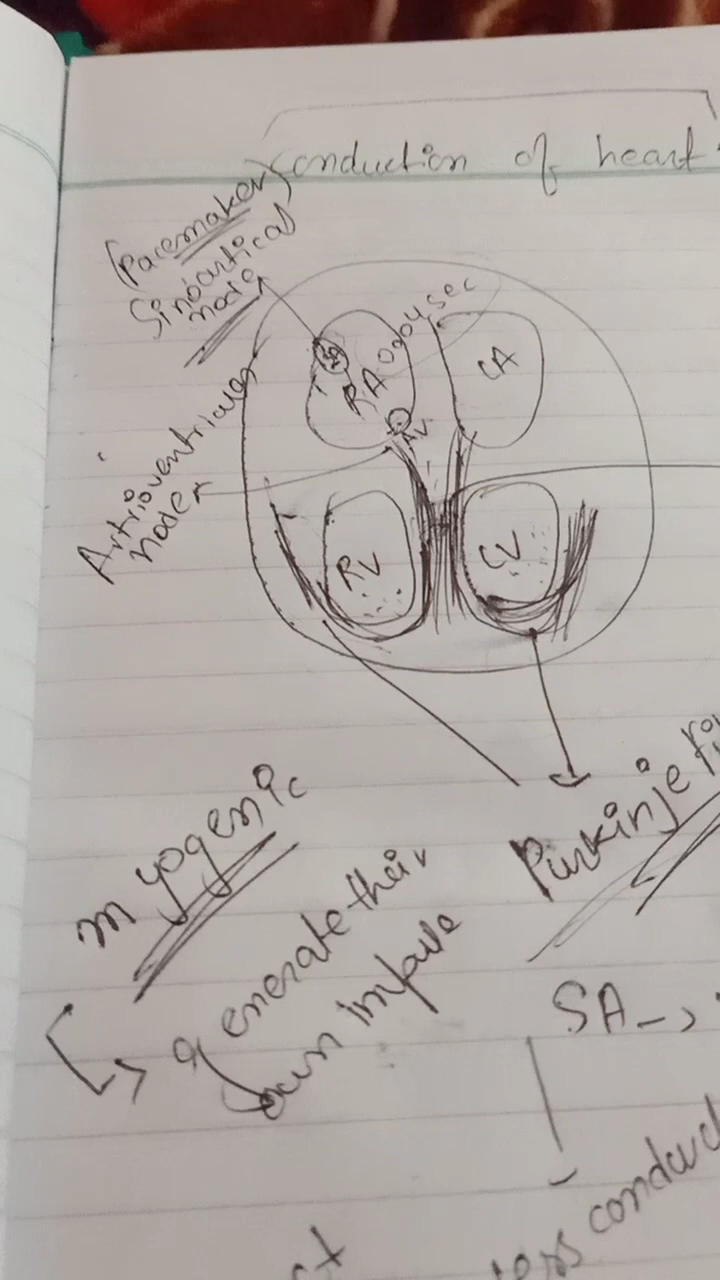 Conduction of heart
(Pacemaker)
Sinoartical
node
RA 0.04 sec
LA
AV
Artrioventricular
node
RV
LV
myogenic
Purkinje
generate their
own impulse
SA
conduc